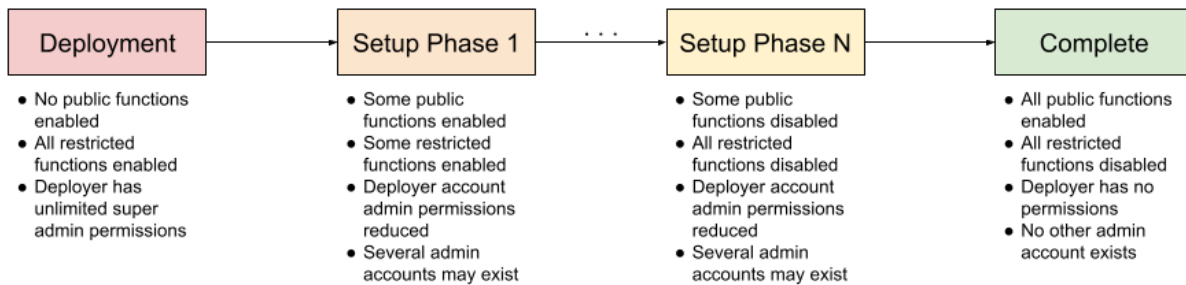 Deployment
Setup Phase 1
. . .
Setup Phase N
Complete
● No public functions
enabled
● All restricted
functions enabled
● Deployer has
unlimited super
admin permissions
● Some public
functions enabled
● Some restricted
functions enabled
● Deployer account
admin permissions
reduced
● Several admin
accounts may exist
● Some public
functions disabled
● All restricted
functions disabled
● Deployer account
admin permissions
reduced
● Several admin
accounts may exist
● All public functions
enabled
● All restricted
functions disabled
● Deployer has no
permissions
● No other admin
account exists